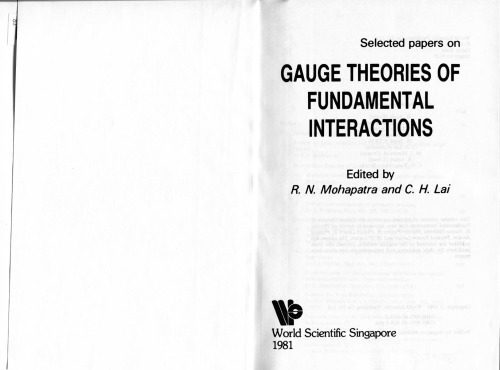 Selected papers on
GAUGE THEORIES OF
FUNDAMENTAL
INTERACTIONS
Edited by
R. N. Mohapatra and C. H. Lai
World Scientific Singapore
1981